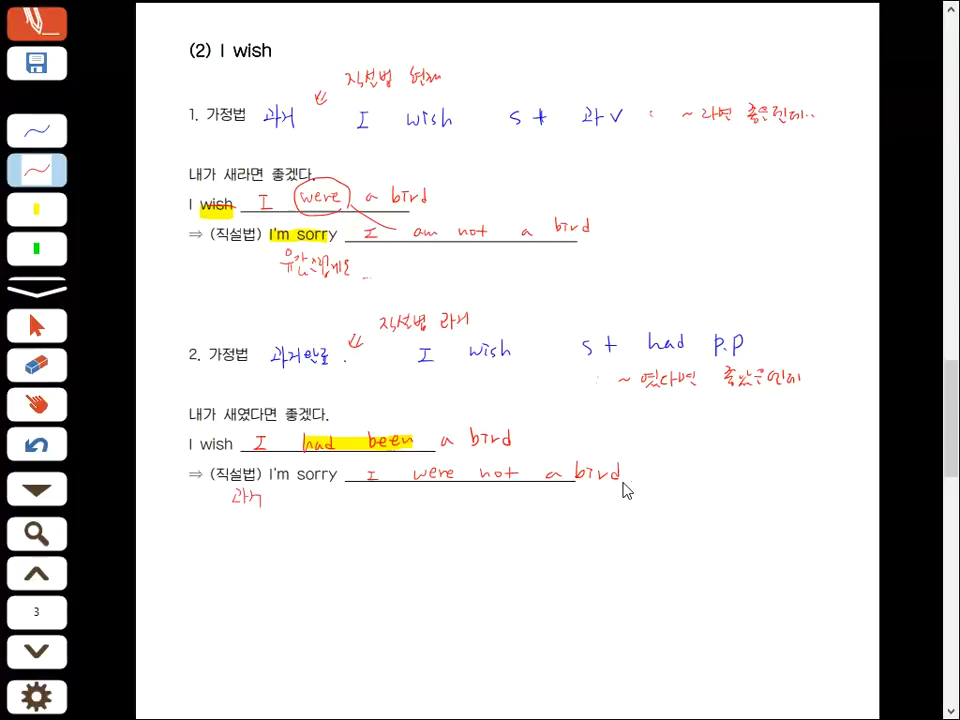 (2) I wish
직설법 현재
1. 가정법 과거 I wish S + 과 V : ~ 라면 좋을텐데..
내가 새라면 좋겠다.
I wish I were a bird
⇒ (직설법) I'm sorry I am not a bird
유감스럽게도 ...
직설법 과거
2. 가정법 과거완료 . I wish S + had p.p
: ~ 였다면 좋았을텐데
내가 새였다면 좋겠다.
I wish I had been a bird
⇒ (직설법) I'm sorry I were not a bird
과거
3